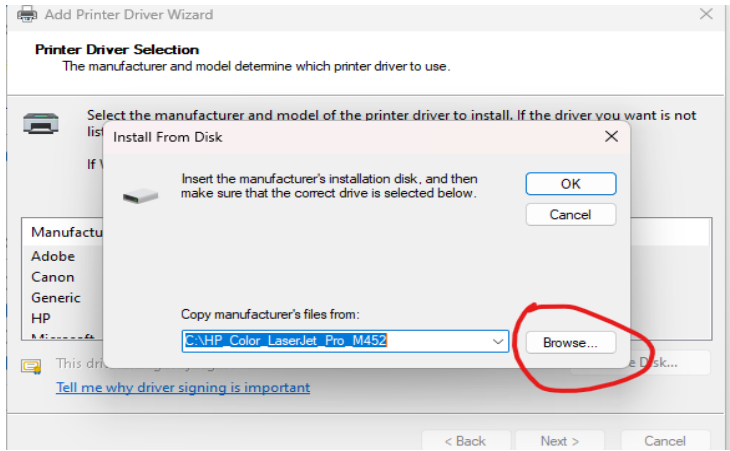 Add Printer Driver Wizard
Printer Driver Selection
The manufacturer and model determine which printer driver to use.
Select the manufacturer and model of the printer driver to install. If the driver you want is not
Install From Disk
If
Insert the manufacturer's installation disk, and then
make sure that the correct drive is selected below.
OK
Cancel
Manufactu
Adobe
Canon
Generic
HP
Copy manufacturer's files from:
C:\HP_Color_LaserJet_Pro_M452
Browse...
This dri
e Disk...
Tell me why driver signing is important
< Back
Next >
Cancel